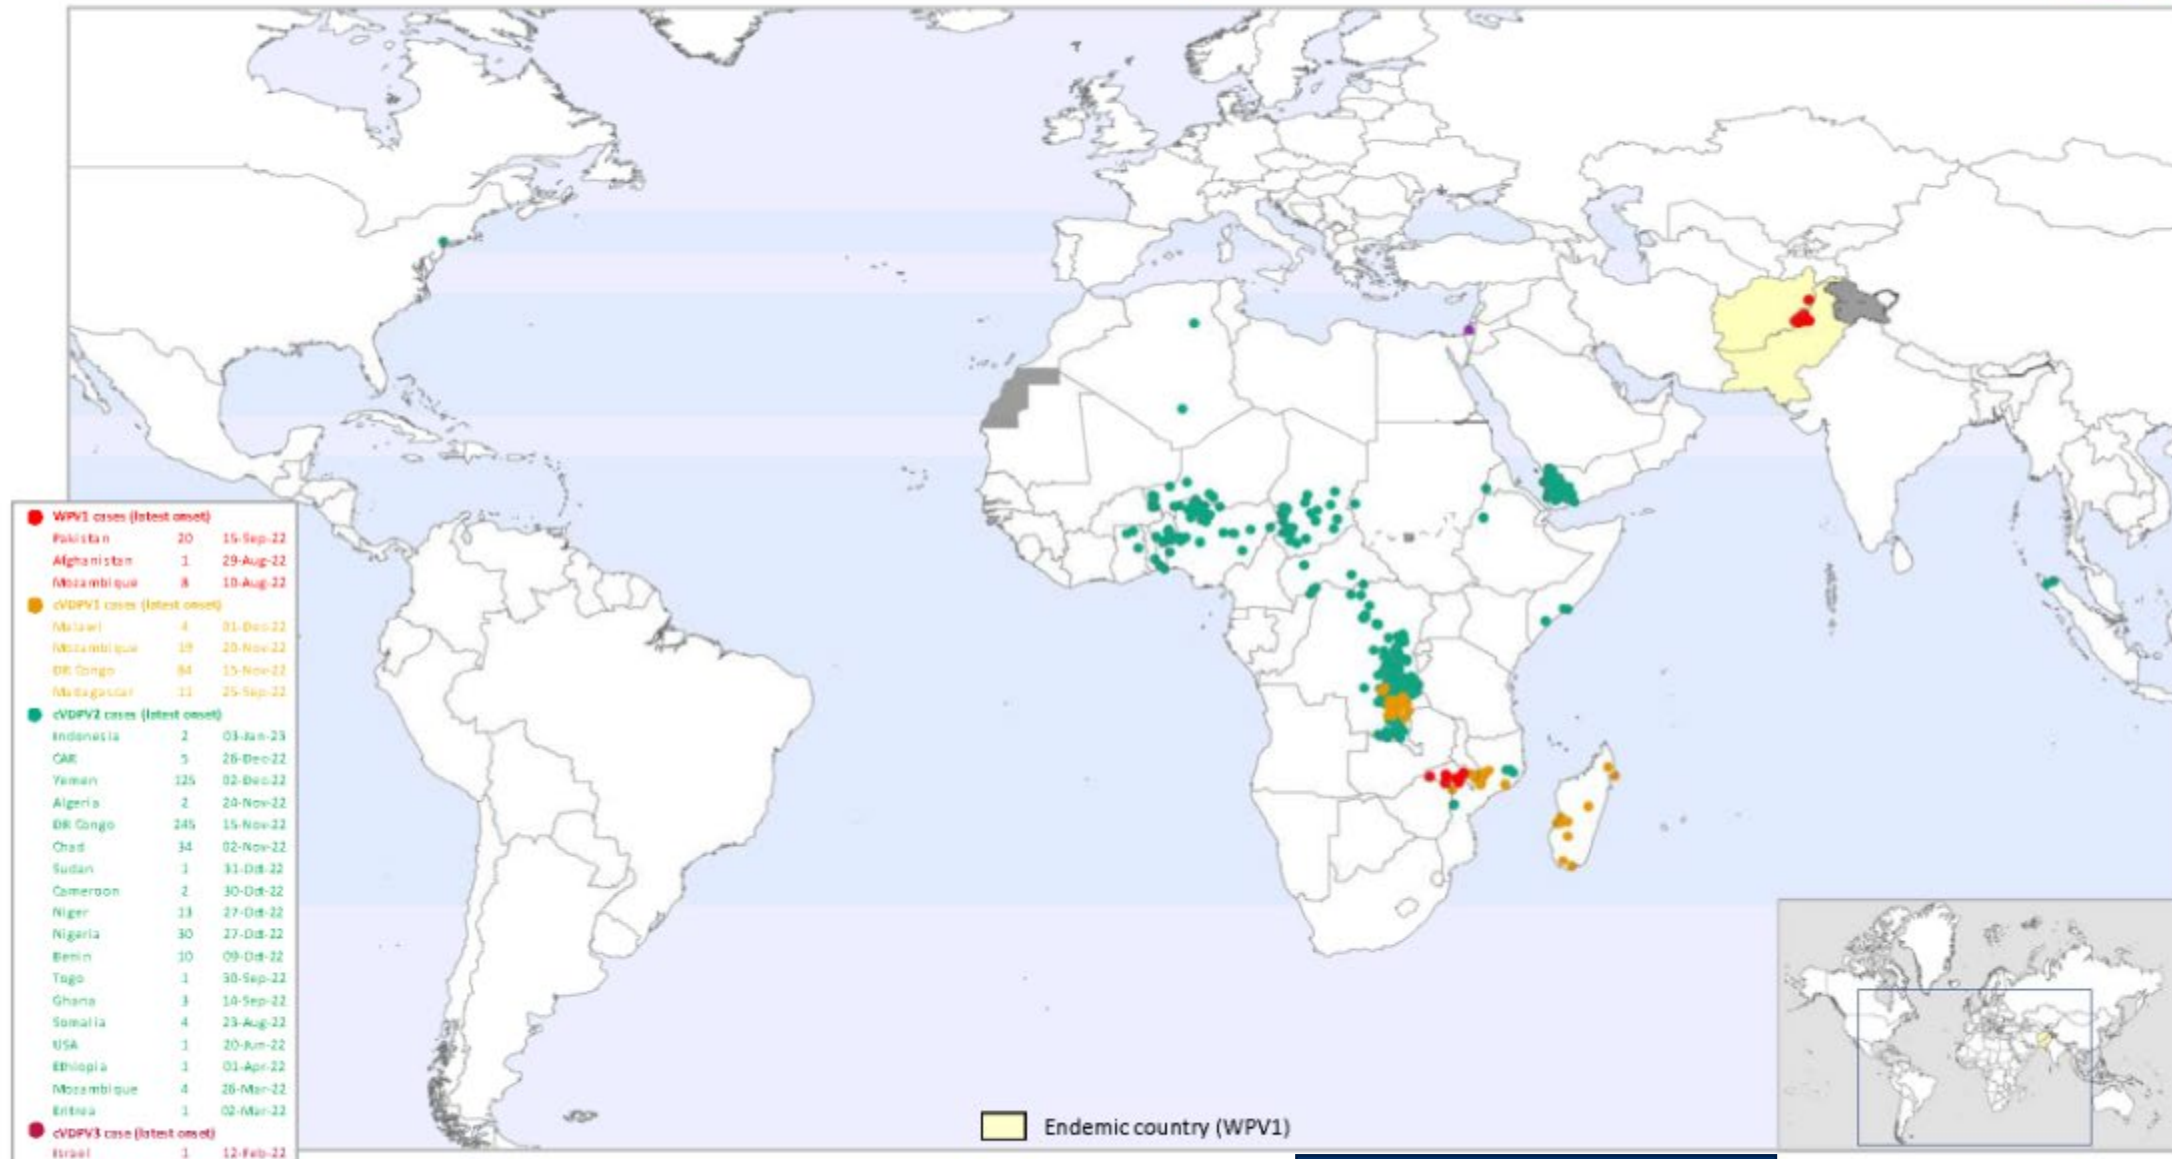 WPV1 cases (latest onset)
Pakistan 20 15-Sep-22
Afghanistan 1 29-Aug-22
Mozambique 8 10-Aug-22
cVDPV1 cases (latest onset)
Malawi 4 01-Dec-22
Mozambique 19 20-Nov-22
DR Congo 84 15-Nov-22
Madagascar 11 25-Sep-22
cVDPV2 cases (latest onset)
Indonesia 2 03-Jan-23
CAR 5 26-Dec-22
Yemen 125 02-Dec-22
Algeria 2 24-Nov-22
DR Congo 245 15-Nov-22
Chad 34 02-Nov-22
Sudan 1 31-Oct-22
Cameroon 2 30-Oct-22
Niger 13 27-Oct-22
Nigeria 30 27-Oct-22
Benin 10 09-Oct-22
Togo 1 30-Sep-22
Ghana 3 14-Sep-22
Somalia 4 23-Aug-22
USA 1 20-Jun-22
Ethiopia 1 01-Apr-22
Mozambique 4 26-Mar-22
Eritrea 1 02-Mar-22
cVDPV3 case (latest onset)
Israel 1 12-Feb-22
Endemic country (WPV1)